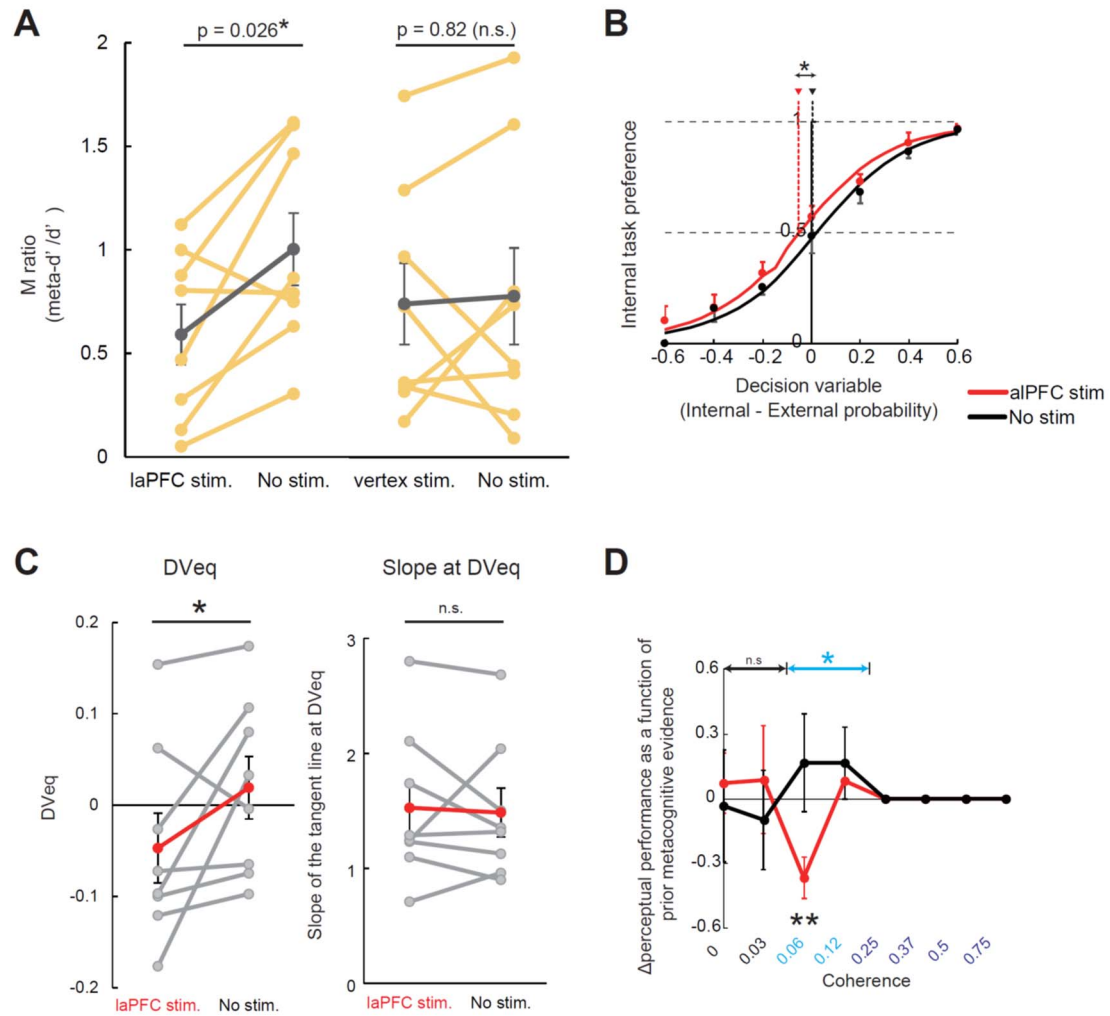 A
p = 0.026*
p = 0.82 (n.s.)
2
1.5
1
0.5
0
M ratio
(meta-d' /d' )
laPFC stim.
No stim.
vertex stim.
No stim.
B
*
1
0.5
0
Internal task preference
-0.6
-0.4
-0.2
0
0.2
0.4
0.6
Decision variable
(Internal - External probability)
alPFC stim
No stim
C
DVeq
*
0.2
0.1
0
-0.1
-0.2
DVeq
laPFC stim.
No stim.
Slope at DVeq
n.s.
3
2
1
0
Slope of the tangent line at DVeq
laPFC stim.
No stim.
D
n.s
*
0.6
0.3
0
-0.3
-0.6
Δperceptual performance as a function of
prior metacognitive evidence
**
0
0.03
0.06
0.12
0.25
0.37
0.5
0.75
Coherence